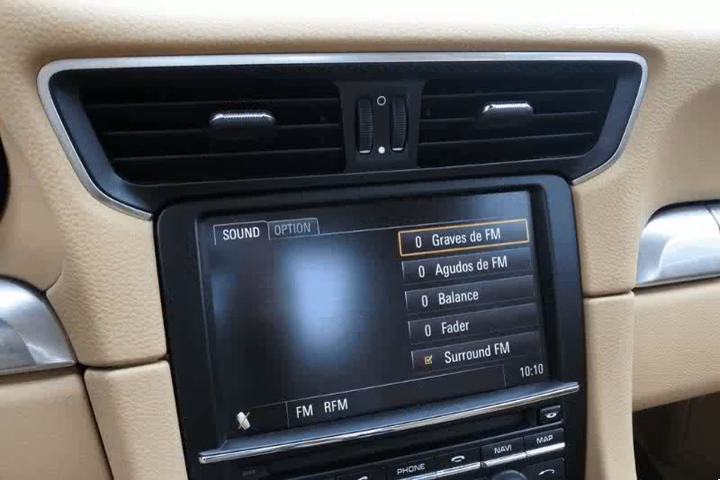 SOUND OPTION
0 Graves de FM
0 Agudos de FM
0 Balance
0 Fader
Surround FM
10:10
FM RFM
PHONE
NAVI
MAP